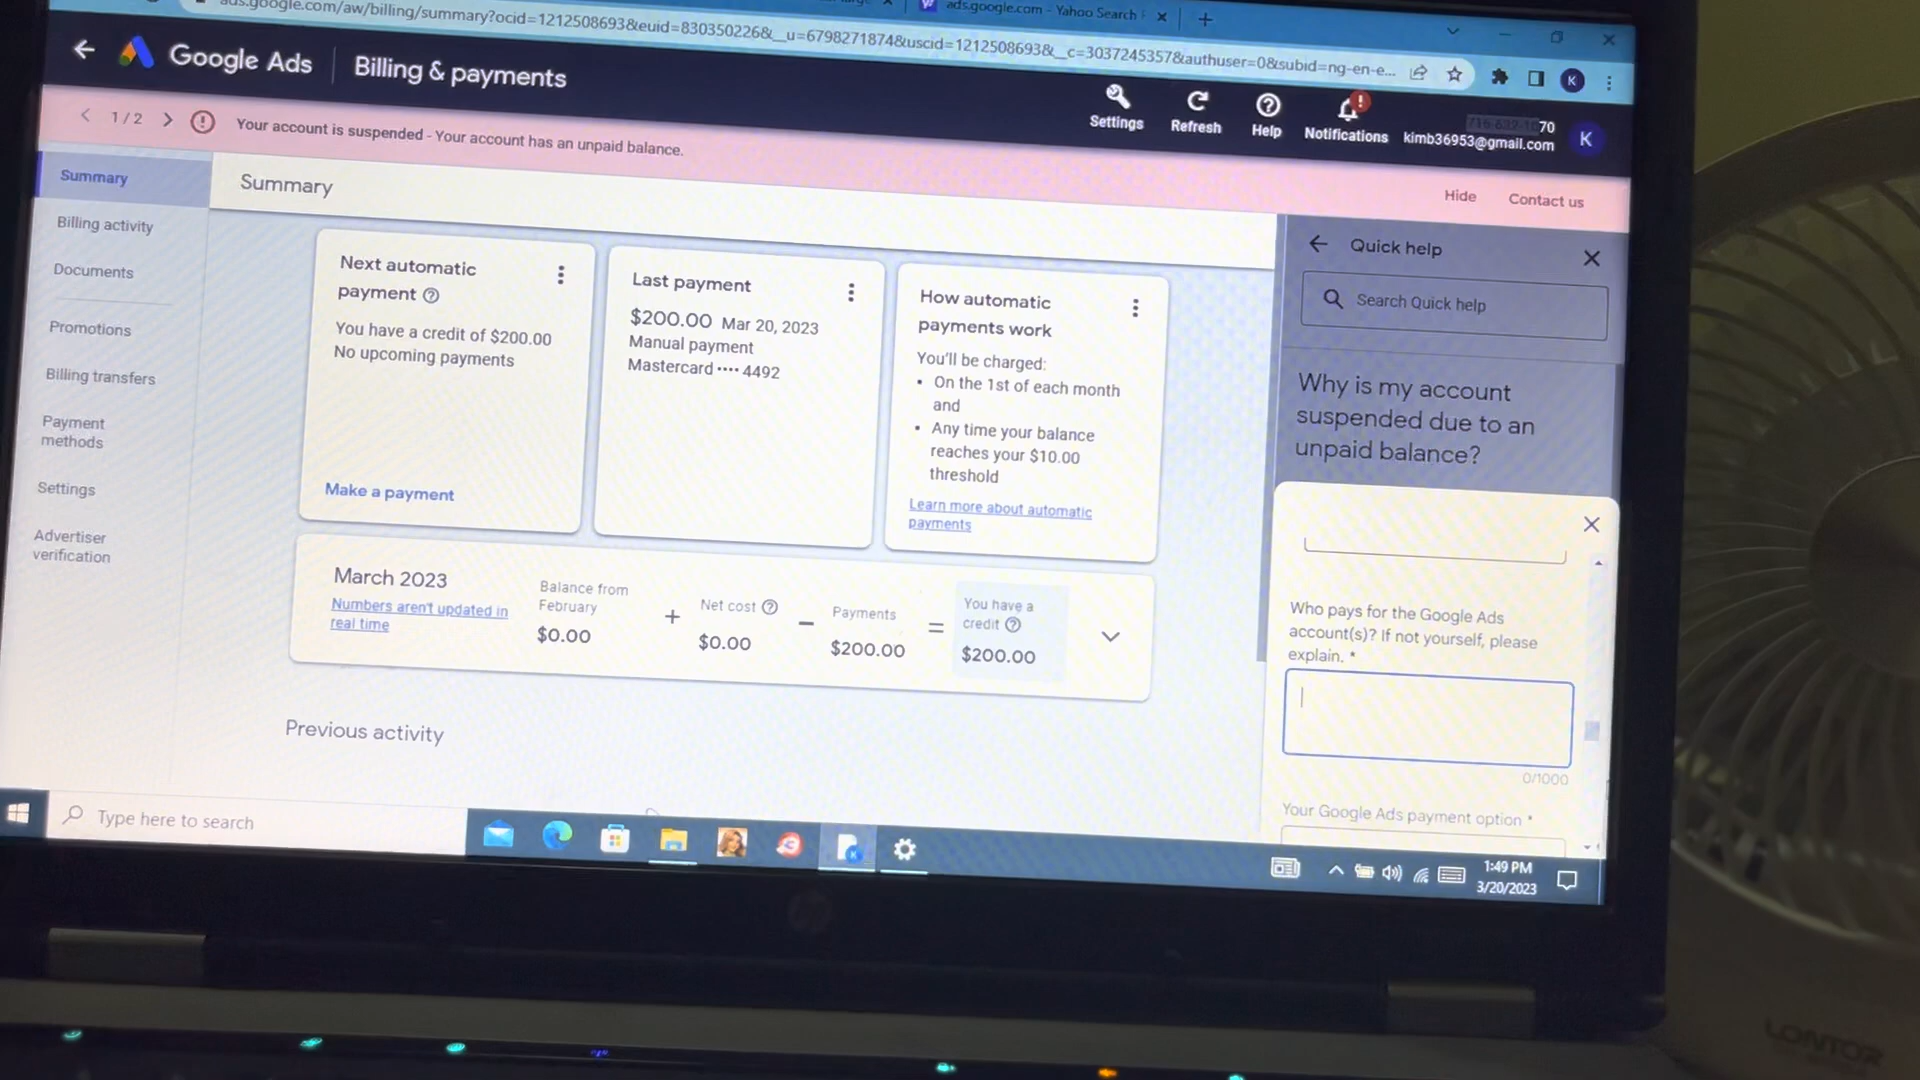 ads.google.com - Yahoo Search
ads.google.com/aw/billing/summary?ocid=1212508693&euid=830350226&__u=6798271874&uscid=1212508693&__c=3037245357&authuser=0&subid=ng-en-e...
K
Google Ads
Billing & payments
Settings
Refresh
Help
Notifications
70
kimb36953@gmail.com
K
1 / 2
Your account is suspended - Your account has an unpaid balance.
Hide
Contact us
Summary
Billing activity
Documents
Promotions
Billing transfers
Payment
methods
Settings
Advertiser
verification
Summary
Next automatic
payment
You have a credit of $200.00
No upcoming payments
Make a payment
Last payment
$200.00 Mar 20, 2023
Manual payment
Mastercard •••• 4492
How automatic
payments work
You'll be charged:
• On the 1st of each month
and
• Any time your balance
reaches your $10.00
threshold
Learn more about automatic
payments
March 2023
Numbers aren't updated in
real time
Balance from
February
$0.00
+
Net cost
$0.00
−
Payments
$200.00
=
You have a
credit
$200.00
Previous activity
Quick help
Search Quick help
Why is my account
suspended due to an
unpaid balance?
Who pays for the Google Ads
account(s)? If not yourself, please
explain. *
0/1000
Your Google Ads payment option *
Type here to search
1:49 PM
3/20/2023
hp